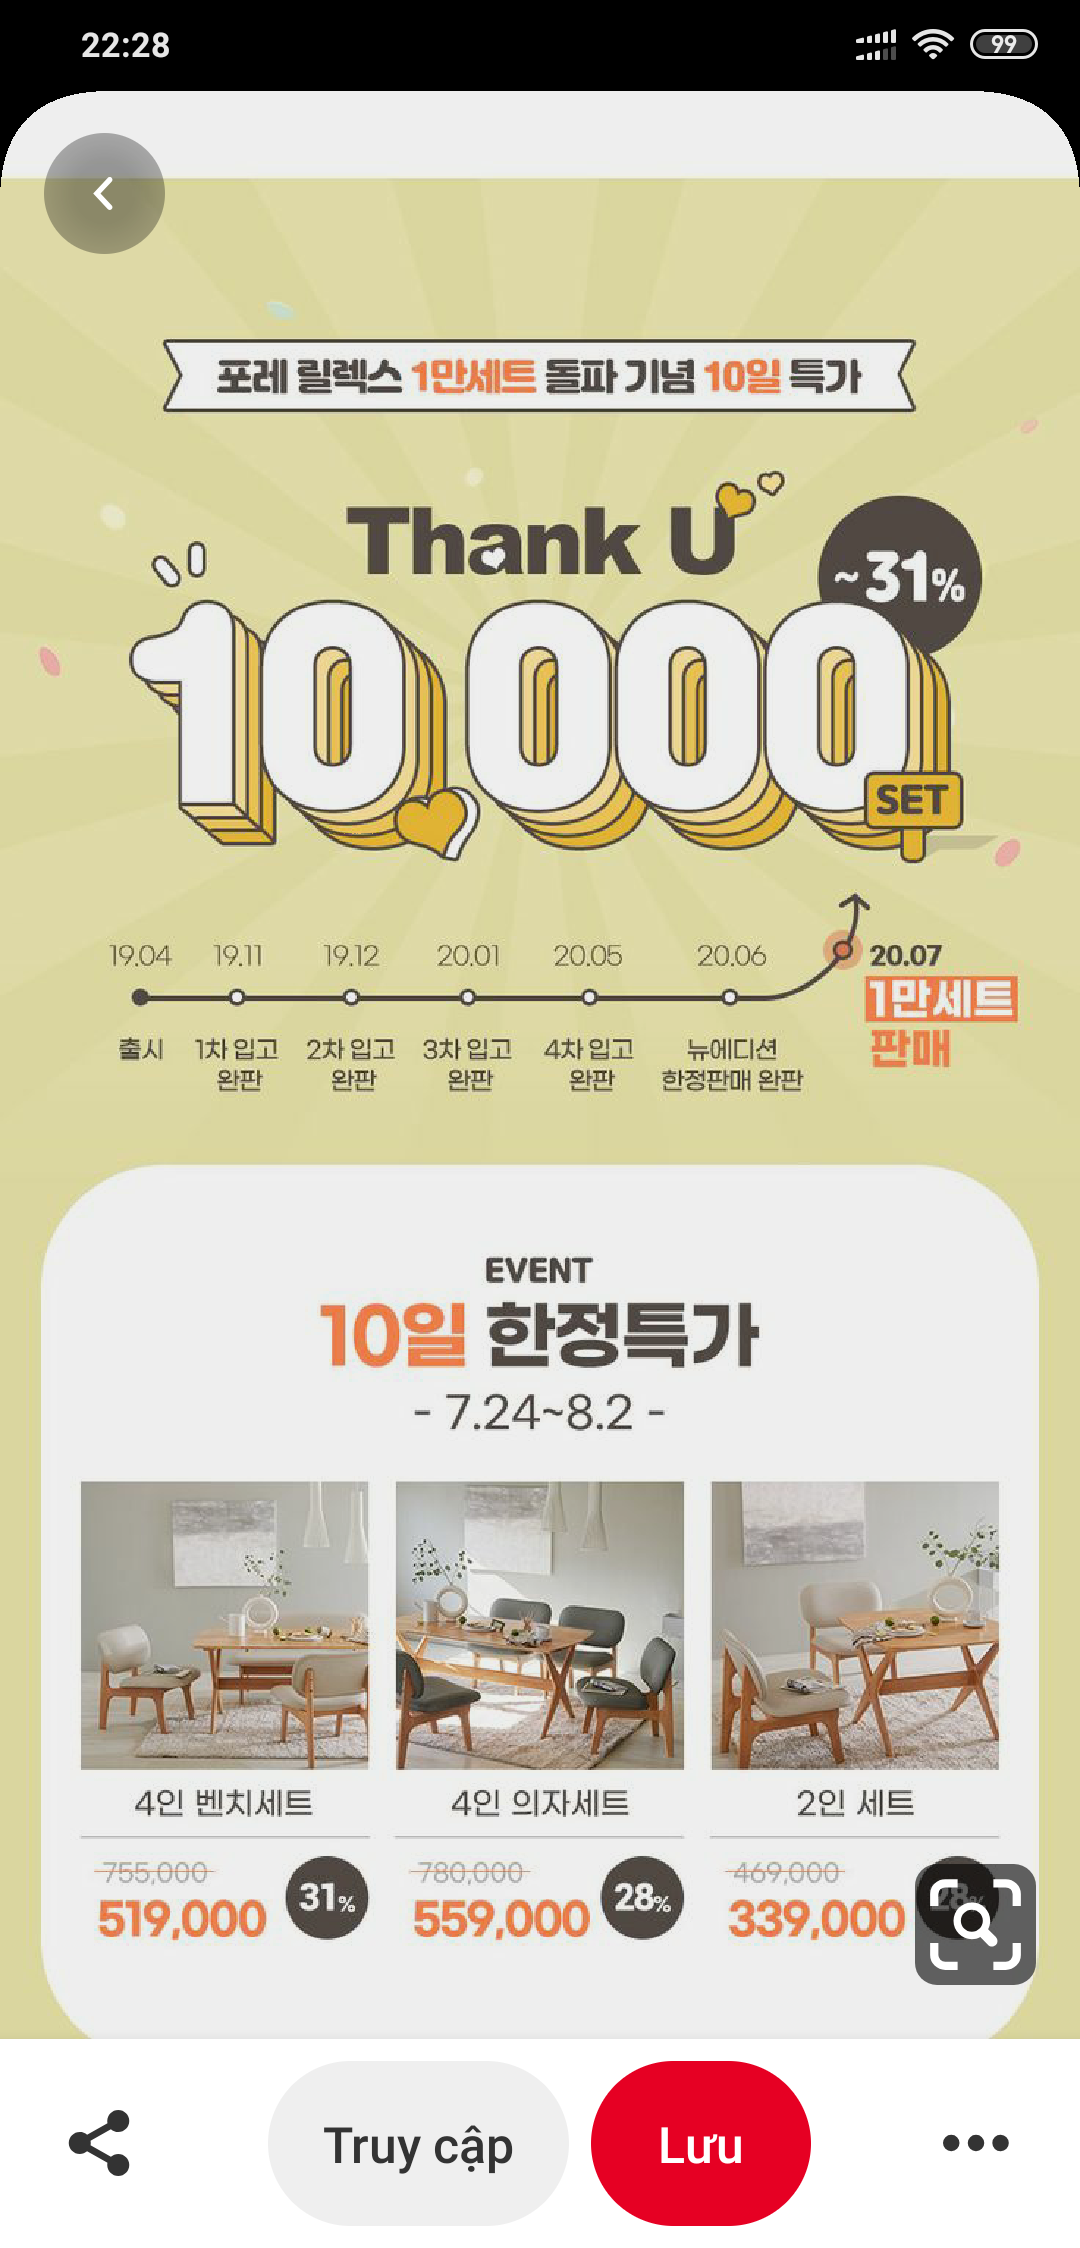 22:28
99
포레 릴렉스 1만세트 돌파 기념 10일 특가
Thank U
~31%
10,000
SET
19.04 19.11 19.12 20.01 20.05 20.06 20.07
1만세트
판매
출시 1차 입고 2차 입고 3차 입고 4차 입고 뉴에디션
완판 완판 완판 완판 한정판매 완판
EVENT
10일 한정특가
- 7.24~8.2 -
4인 벤치세트 4인 의자세트 2인 세트
755,000 780,000 469,000
31% 28% 28%
519,000 559,000 339,000
Truy cập Lưu